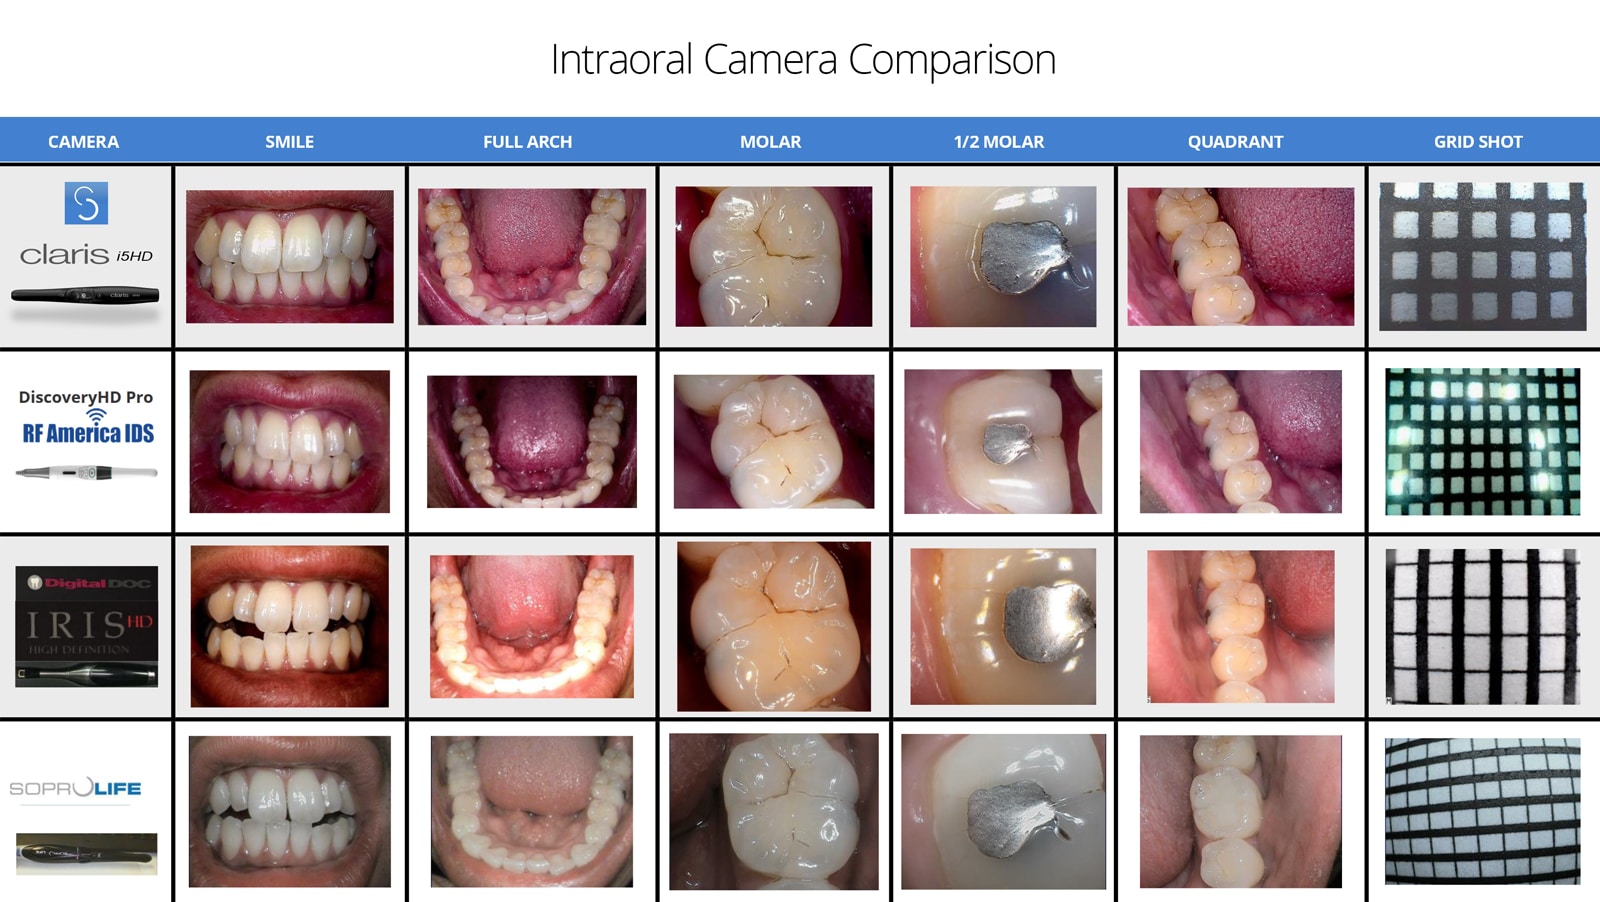 Intraoral Camera Comparison
CAMERA SMILE FULL ARCH MOLAR 1/2 MOLAR QUADRANT GRID SHOT
claris i5HD
claris
DiscoveryHD Pro
RF America IDS
Digital DOC
IRIS HD
HIGH DEFINITION
SOPROLIFE